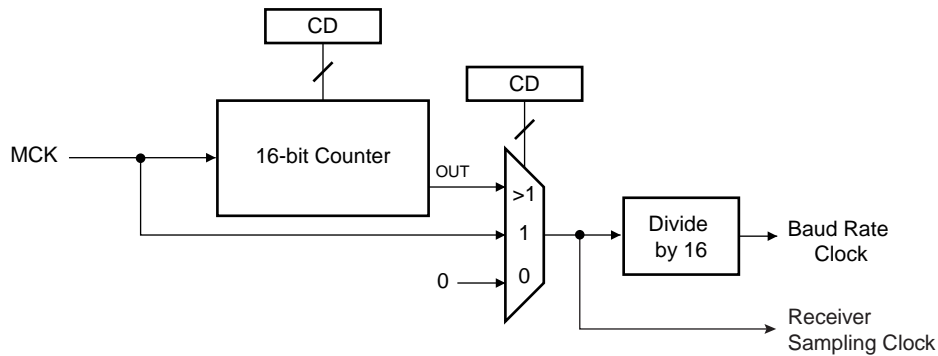 CD
CD
MCK
16-bit Counter
OUT
>1
1
0
0
Divide
by 16
Baud Rate
Clock
Receiver
Sampling Clock